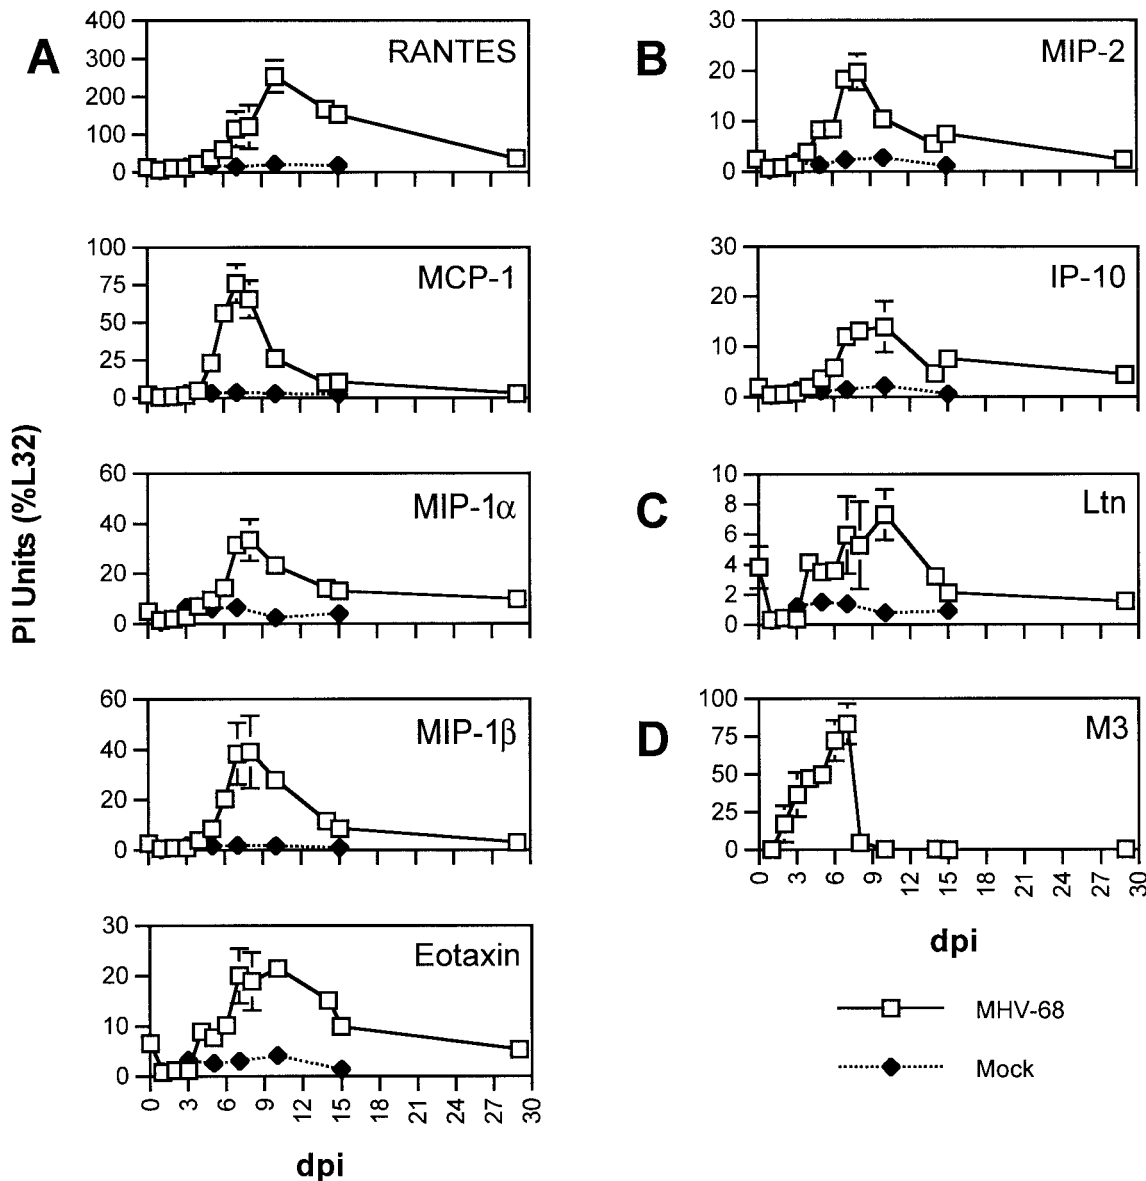 A
RANTES
400
300
200
100
0
MCP-1
100
75
50
25
0
MIP-1α
60
40
20
0
MIP-1β
60
40
20
0
Eotaxin
30
20
10
0
0 3 6 9 12 15 18 21 24 27 30
dpi
PI Units (%L32)
B
MIP-2
30
20
10
0
IP-10
30
20
10
0
C
Ltn
10
8
6
4
2
0
D
M3
100
75
50
25
0
0 3 6 9 12 15 18 21 24 27 30
dpi
MHV-68
Mock